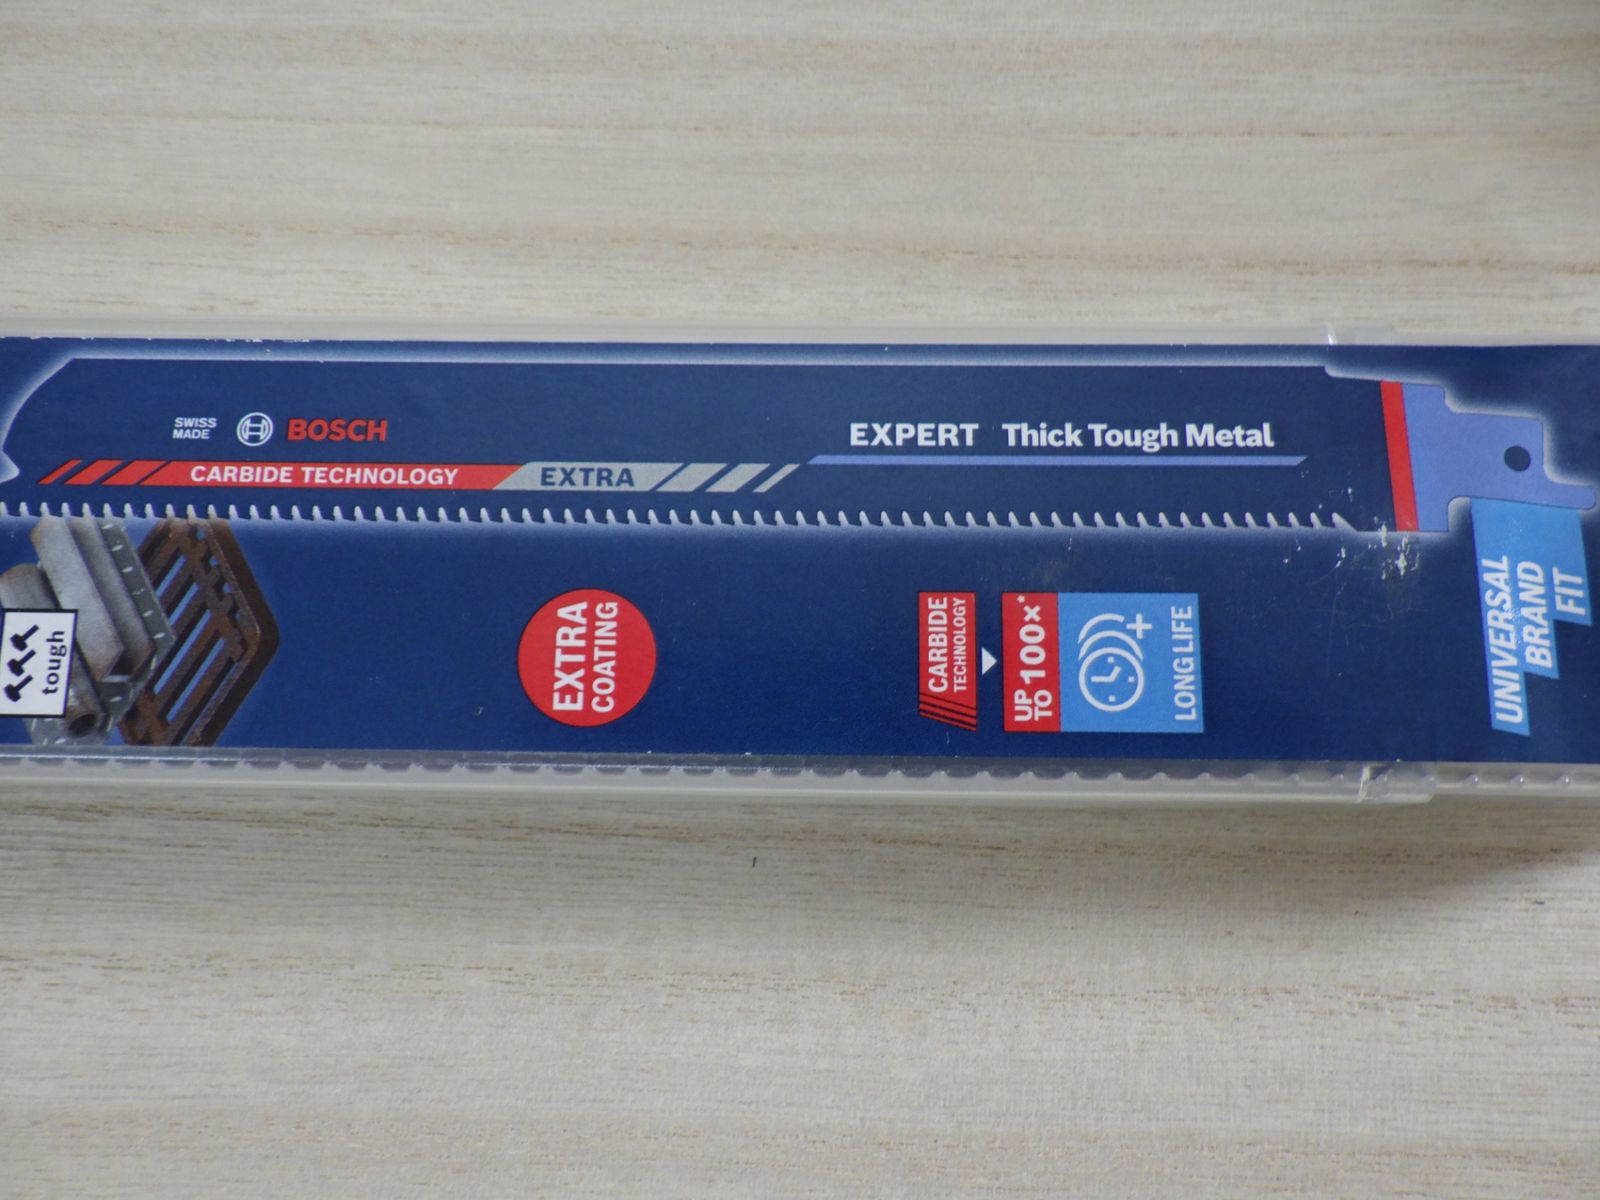 SWISS
MADE
BOSCH
EXPERT Thick Tough Metal
CARBIDE TECHNOLOGY EXTRA
tough
EXTRA
COATING
CARBIDE
TECHNOLOGY
UP
TO 100x*
LONG LIFE
UNIVERSAL
BRAND
FIT